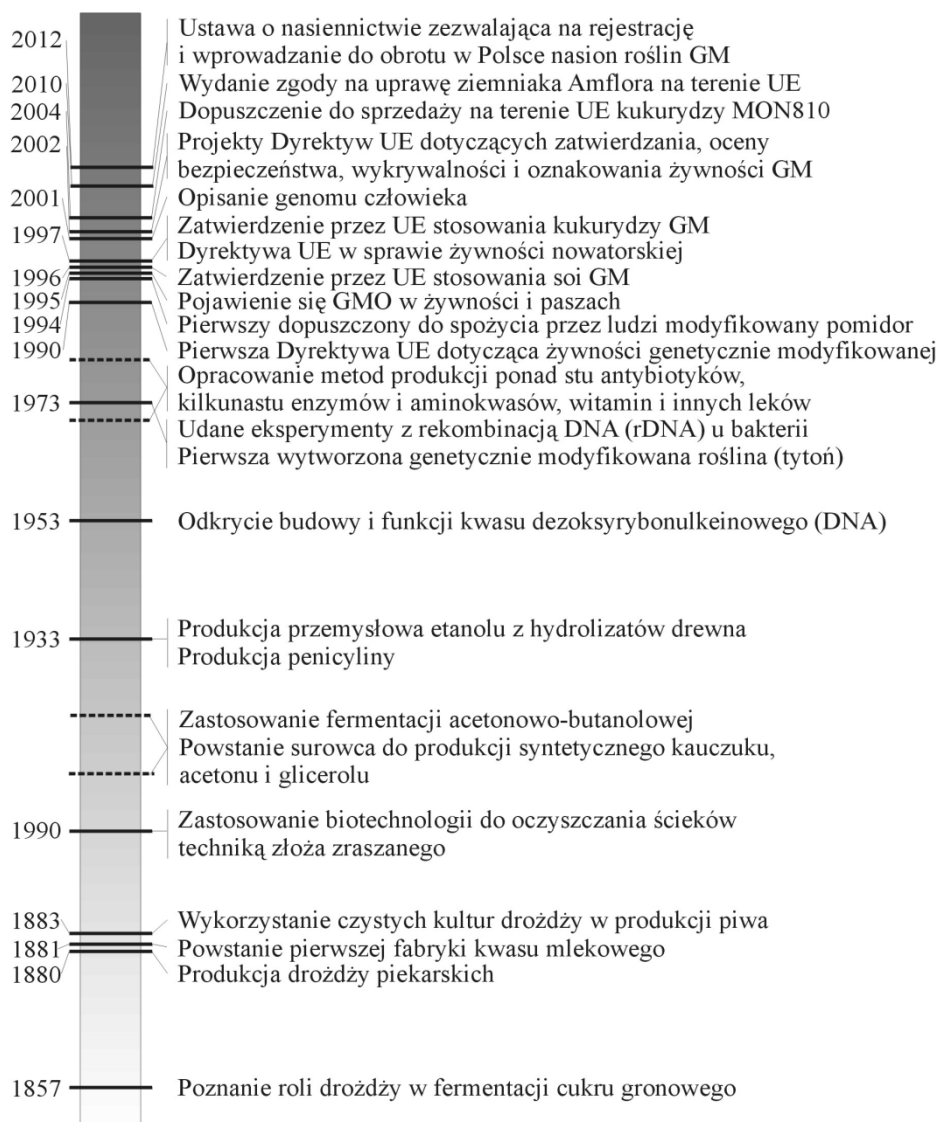 2012
Ustawa o nasiennictwie zezwalająca na rejestrację
i wprowadzanie do obrotu w Polsce nasion roślin GM
2010
Wydanie zgody na uprawę ziemniaka Amflora na terenie UE
2004
Dopuszczenie do sprzedaży na terenie UE kukurydzy MON810
2002
Projekty Dyrektyw UE dotyczących zatwierdzania, oceny
bezpieczeństwa, wykrywalności i oznakowania żywności GM
2001
Opisanie genomu człowieka
1997
Zatwierdzenie przez UE stosowania kukurydzy GM
Dyrektywa UE w sprawie żywności nowatorskiej
1996
Zatwierdzenie przez UE stosowania soi GM
1995
Pojawienie się GMO w żywności i paszach
1994
Pierwszy dopuszczony do spożycia przez ludzi modyfikowany pomidor
1990
Pierwsza Dyrektywa UE dotycząca żywności genetycznie modyfikowanej
Opracowanie metod produkcji ponad stu antybiotyków,
kilkunastu enzymów i aminokwasów, witamin i innych leków
1973
Udane eksperymenty z rekombinacją DNA (rDNA) u bakterii
Pierwsza wytworzona genetycznie modyfikowana roślina (tytoń)
1953
Odkrycie budowy i funkcji kwasu dezoksyrybonulkeinowego (DNA)
1933
Produkcja przemysłowa etanolu z hydrolizatów drewna
Produkcja penicyliny
Zastosowanie fermentacji acetonowo-butanolowej
Powstanie surowca do produkcji syntetycznego kauczuku,
acetonu i glicerolu
1990
Zastosowanie biotechnologii do oczyszczania ścieków
techniką złoża zraszanego
1883
Wykorzystanie czystych kultur drożdży w produkcji piwa
1881
Powstanie pierwszej fabryki kwasu mlekowego
1880
Produkcja drożdży piekarskich
1857
Poznanie roli drożdży w fermentacji cukru gronowego